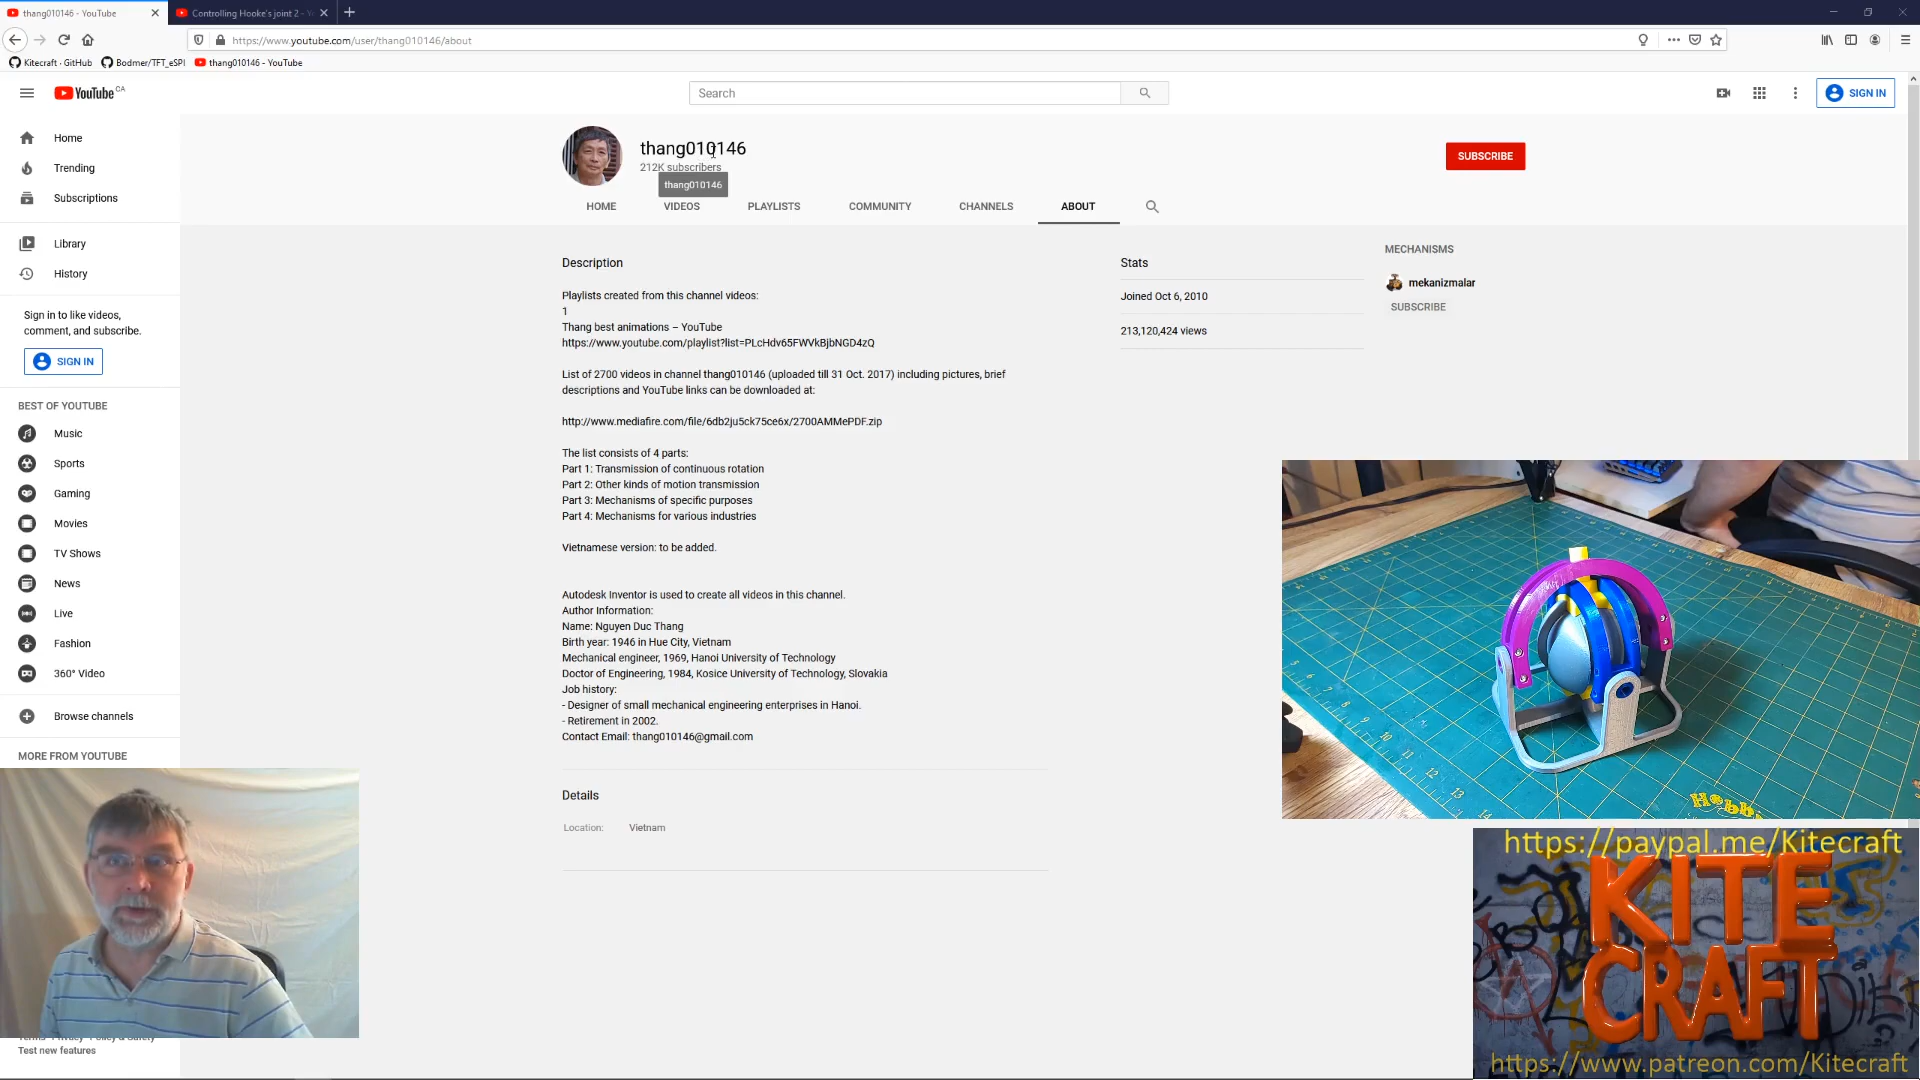 thang010146 - YouTube
Controlling Hooke's joint 2 -
https://www.youtube.com/user/thang010146/about
Kitecraft · GitHub
Bodmer/TFT_eSPI
thang010146 - YouTube
YouTube CA
Search
SIGN IN
Home
Trending
Subscriptions
Library
History
Sign in to like videos,
comment, and subscribe.
SIGN IN
BEST OF YOUTUBE
Music
Sports
Gaming
Movies
TV Shows
News
Live
Fashion
360° Video
Browse channels
MORE FROM YOUTUBE
Test new features
thang010146
212K subscribers
thang010146
SUBSCRIBE
HOME
VIDEOS
PLAYLISTS
COMMUNITY
CHANNELS
ABOUT
Description
Playlists created from this channel videos:
1
Thang best animations – YouTube
https://www.youtube.com/playlist?list=PLcHdv65FWVkBjbNGD4zQ
List of 2700 videos in channel thang010146 (uploaded till 31 Oct. 2017) including pictures, brief
descriptions and YouTube links can be downloaded at:
http://www.mediafire.com/file/6db2ju5ck75ce6x/2700AMMePDF.zip
The list consists of 4 parts:
Part 1: Transmission of continuous rotation
Part 2: Other kinds of motion transmission
Part 3: Mechanisms of specific purposes
Part 4: Mechanisms for various industries
Vietnamese version: to be added.
Autodesk Inventor is used to create all videos in this channel.
Author Information:
Name: Nguyen Duc Thang
Birth year: 1946 in Hue City, Vietnam
Mechanical engineer, 1969, Hanoi University of Technology
Doctor of Engineering, 1984, Kosice University of Technology, Slovakia
Job history:
- Designer of small mechanical engineering enterprises in Hanoi.
- Retirement in 2002.
Contact Email: thang010146@gmail.com
Details
Location: Vietnam
Stats
Joined Oct 6, 2010
213,120,424 views
MECHANISMS
mekanizmalar
SUBSCRIBE
9
10
11
12
13
14
Hobby
https://paypal.me/Kitecraft
KITE
CRAFT
https://www.patreon.com/Kitecraft